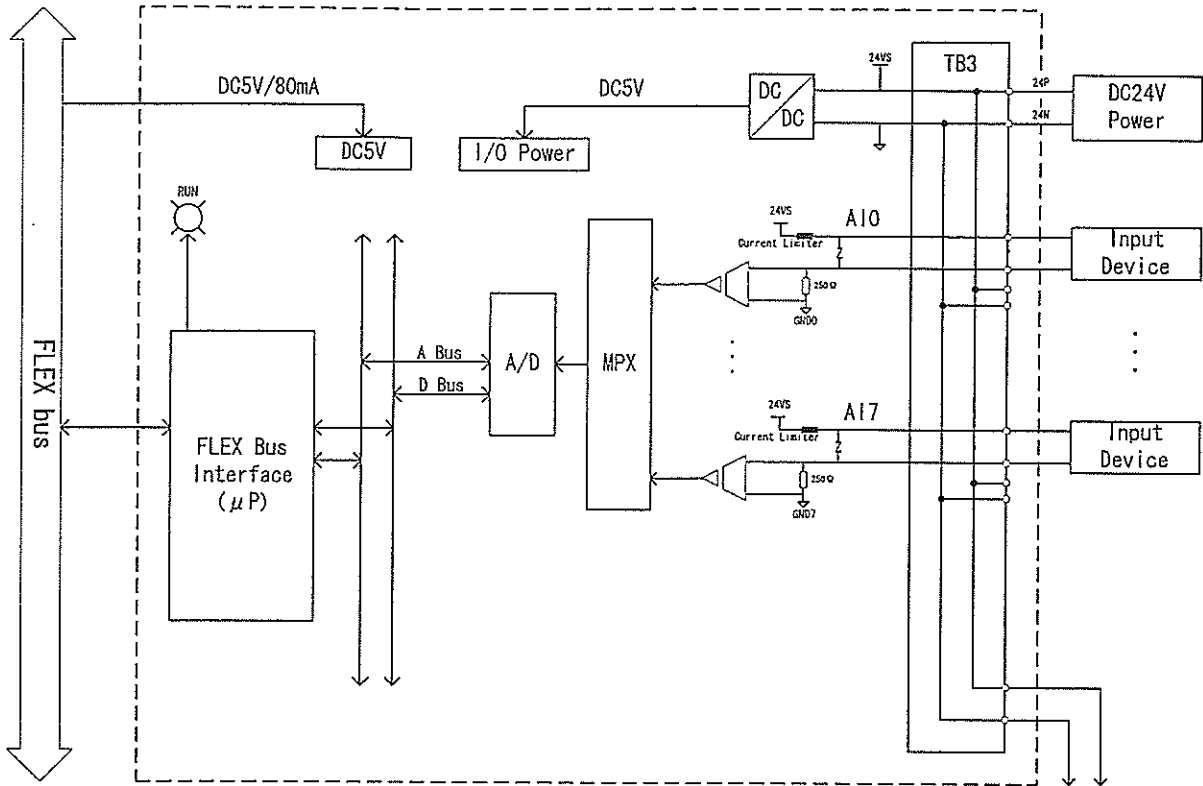 24VS
TB3
DC5V/80mA
DC5V
DC
DC
24P
24N
DC24V
Power
DC5V
I/O Power
RUN
24VS
AI0
Current Limiter
Z
250Ω
GND0
Input
Device
FLEX bus
A Bus
D Bus
A/D
MPX
FLEX Bus
Interface
(μP)
24VS
AI7
Current Limiter
Z
250Ω
GND7
Input
Device